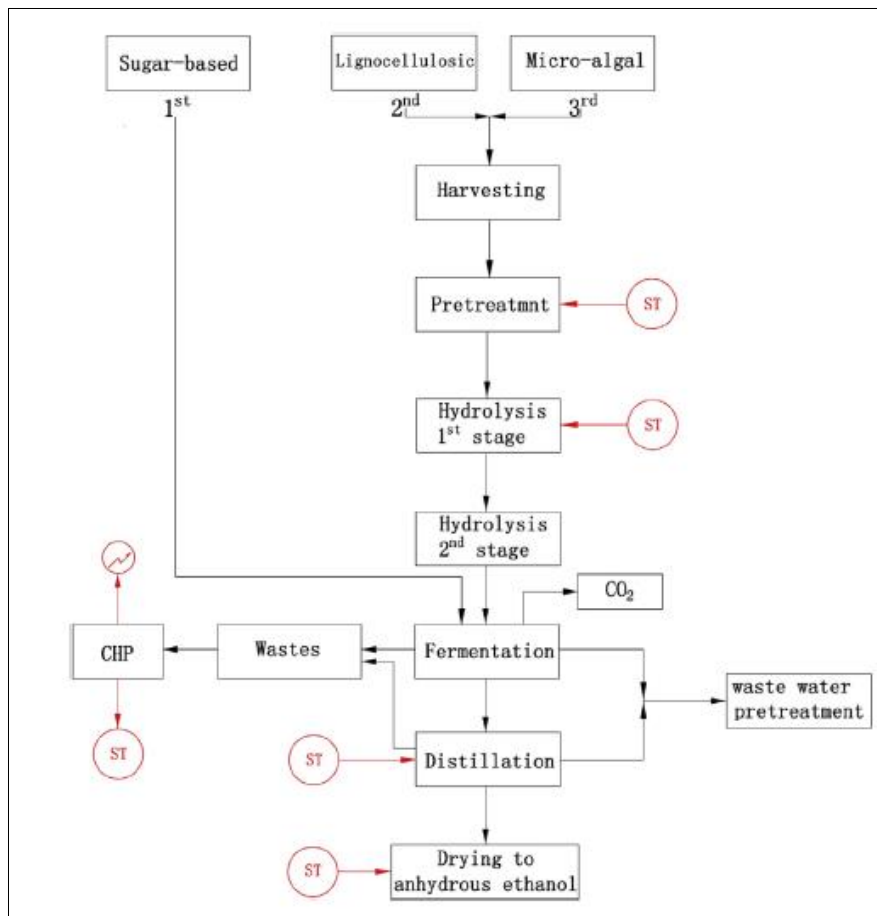 Sugar-based
Lignocellulosic
Micro-algal
1st
2nd
3rd
Harvesting
Pretreatmnt
ST
Hydrolysis
1st stage
ST
Hydrolysis
2nd stage
CO₂
CHP
Wastes
Fermentation
waste water
pretreatment
ST
ST
Distillation
ST
Drying to
anhydrous ethanol